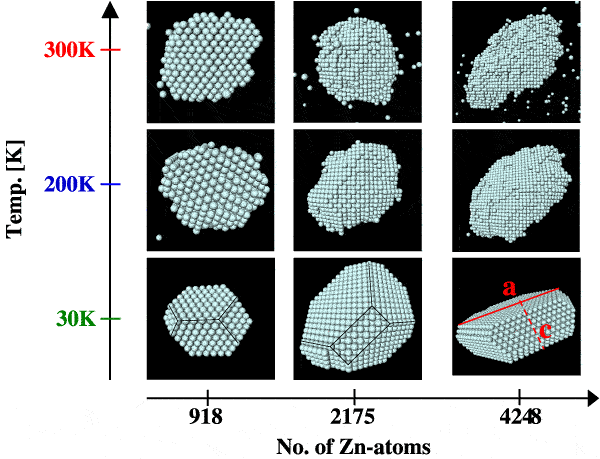 300K
Temp. [K]
200K
30K
a
c
918
2175
4248
No. of Zn-atoms